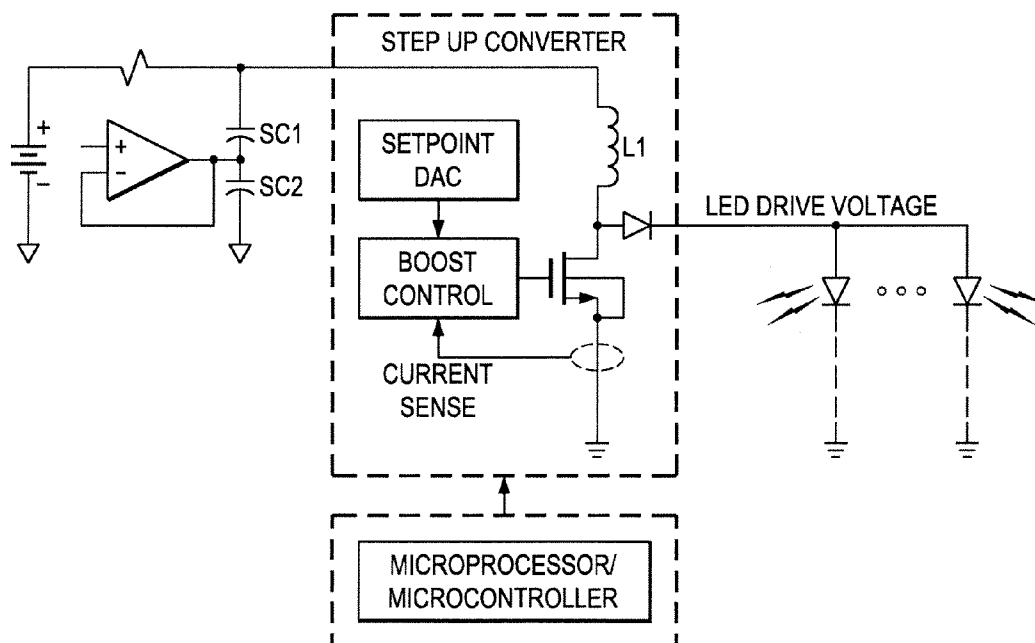 STEP UP CONVERTER
+
−
+
−
SC1
SC2
SETPOINT
DAC
L1
LED DRIVE VOLTAGE
BOOST
CONTROL
CURRENT
SENSE
MICROPROCESSOR/
MICROCONTROLLER